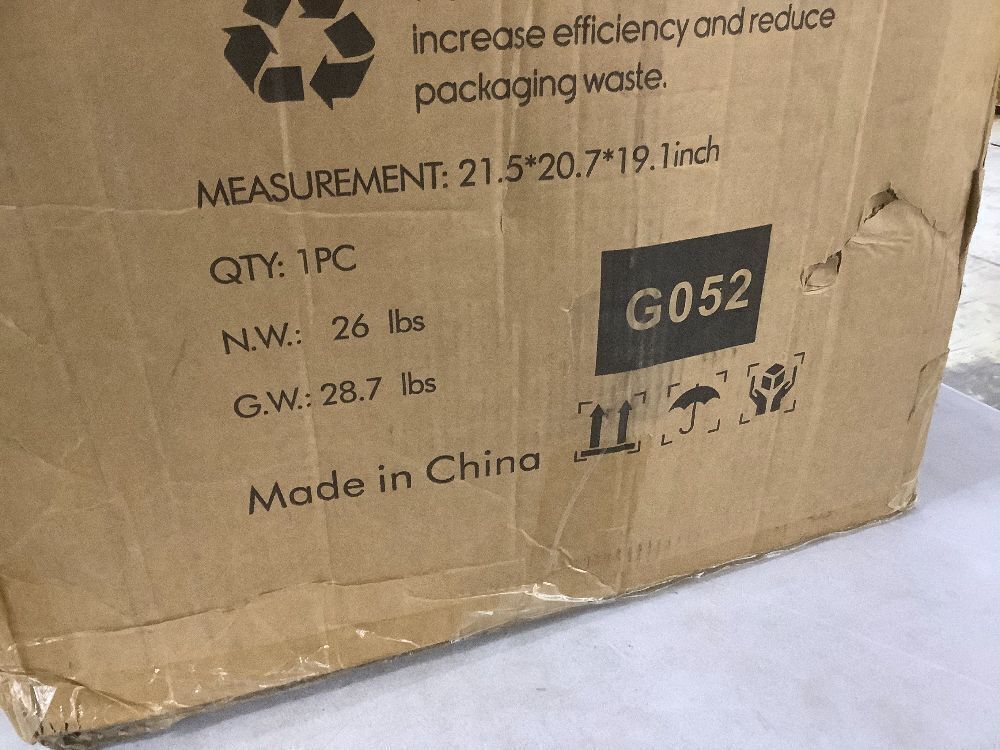 increase efficiency and reduce
packaging waste.
MEASUREMENT: 21.5*20.7*19.1inch
QTY: 1PC
N.W.: 26 lbs
G.W.: 28.7 lbs
G052
Made in China